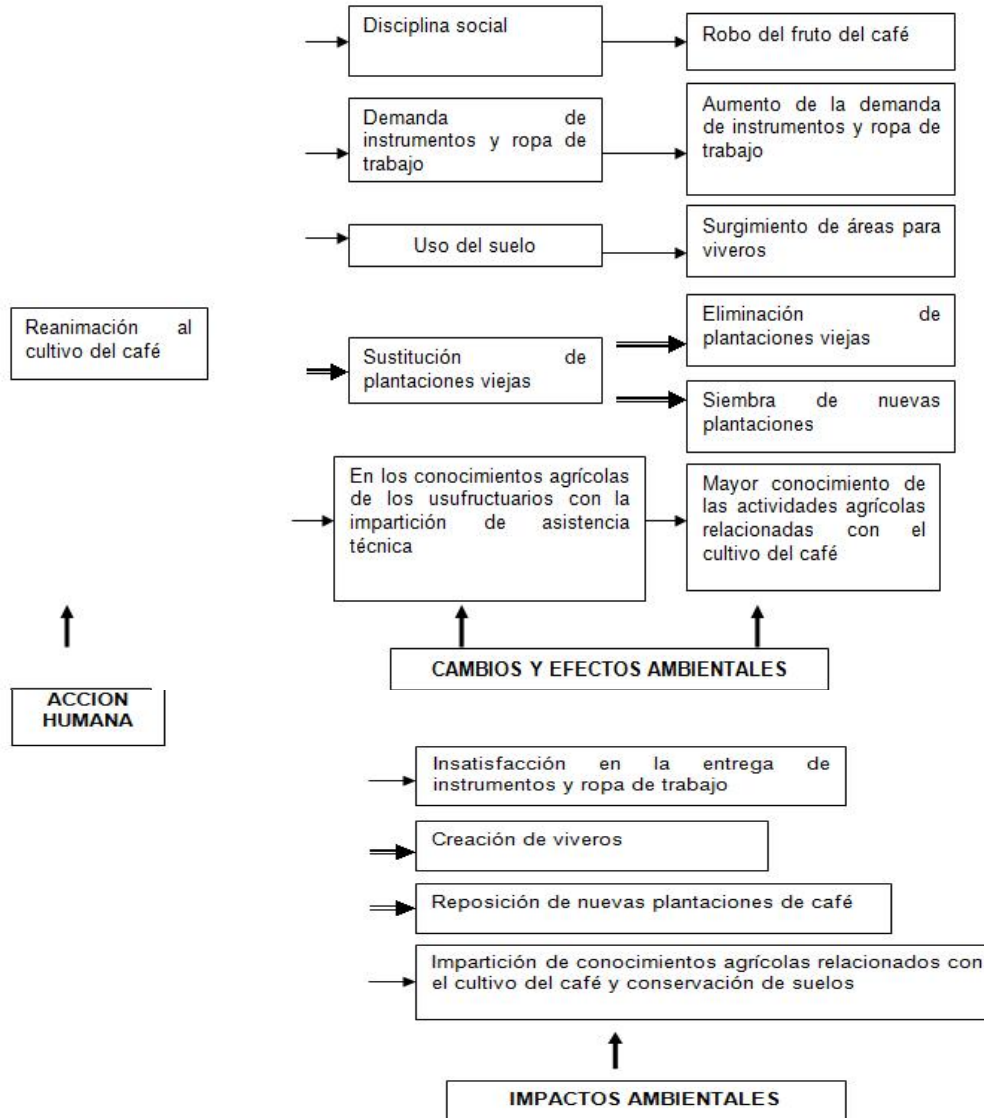 Disciplina social
Robo del fruto del café
Demanda de
instrumentos y ropa de
trabajo
Aumento de la demanda
de instrumentos y ropa de
trabajo
Uso del suelo
Surgimiento de áreas para
viveros
Reanimación al
cultivo del café
Sustitución de
plantaciones viejas
Eliminación de
plantaciones viejas
Siembra de nuevas
plantaciones
En los conocimientos agrícolas
de los usufructuarios con la
impartición de asistencia
técnica
Mayor conocimiento de
las actividades agrícolas
relacionadas con el
cultivo del café
CAMBIOS Y EFECTOS AMBIENTALES
ACCION
HUMANA
Insatisfacción en la entrega de
instrumentos y ropa de trabajo
Creación de viveros
Reposición de nuevas plantaciones de café
Impartición de conocimientos agrícolas relacionados con
el cultivo del café y conservación de suelos
IMPACTOS AMBIENTALES